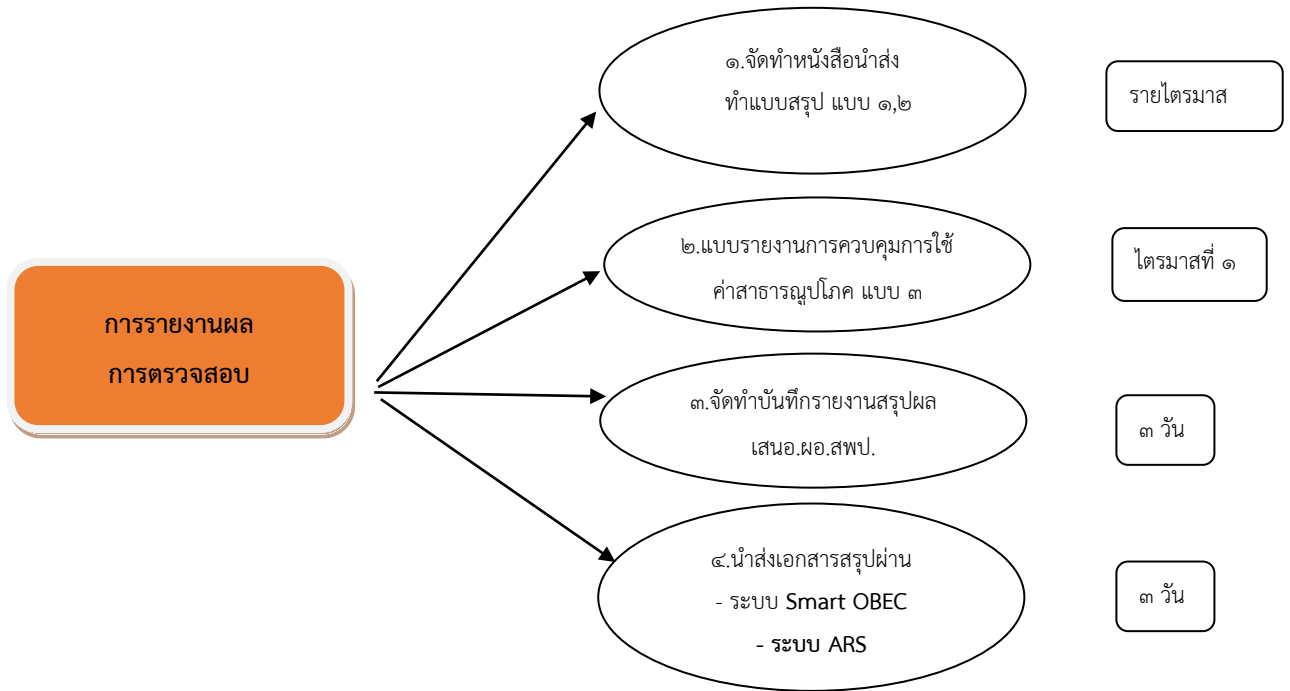 ๑.จัดทำหนังสือนำส่ง
ทำแบบสรุป แบบ ๑,๒
รายไตรมาส
๒.แบบรายงานการควบคุมการใช้
ค่าสาธารณูปโภค แบบ ๓
ไตรมาสที่ ๑
การรายงานผล
การตรวจสอบ
๓.จัดทำบันทึกรายงานสรุปผล
เสนอ.ผอ.สพป.
๓ วัน
๔.นำส่งเอกสารสรุปผ่าน
- ระบบ Smart OBEC
- ระบบ ARS
๓ วัน